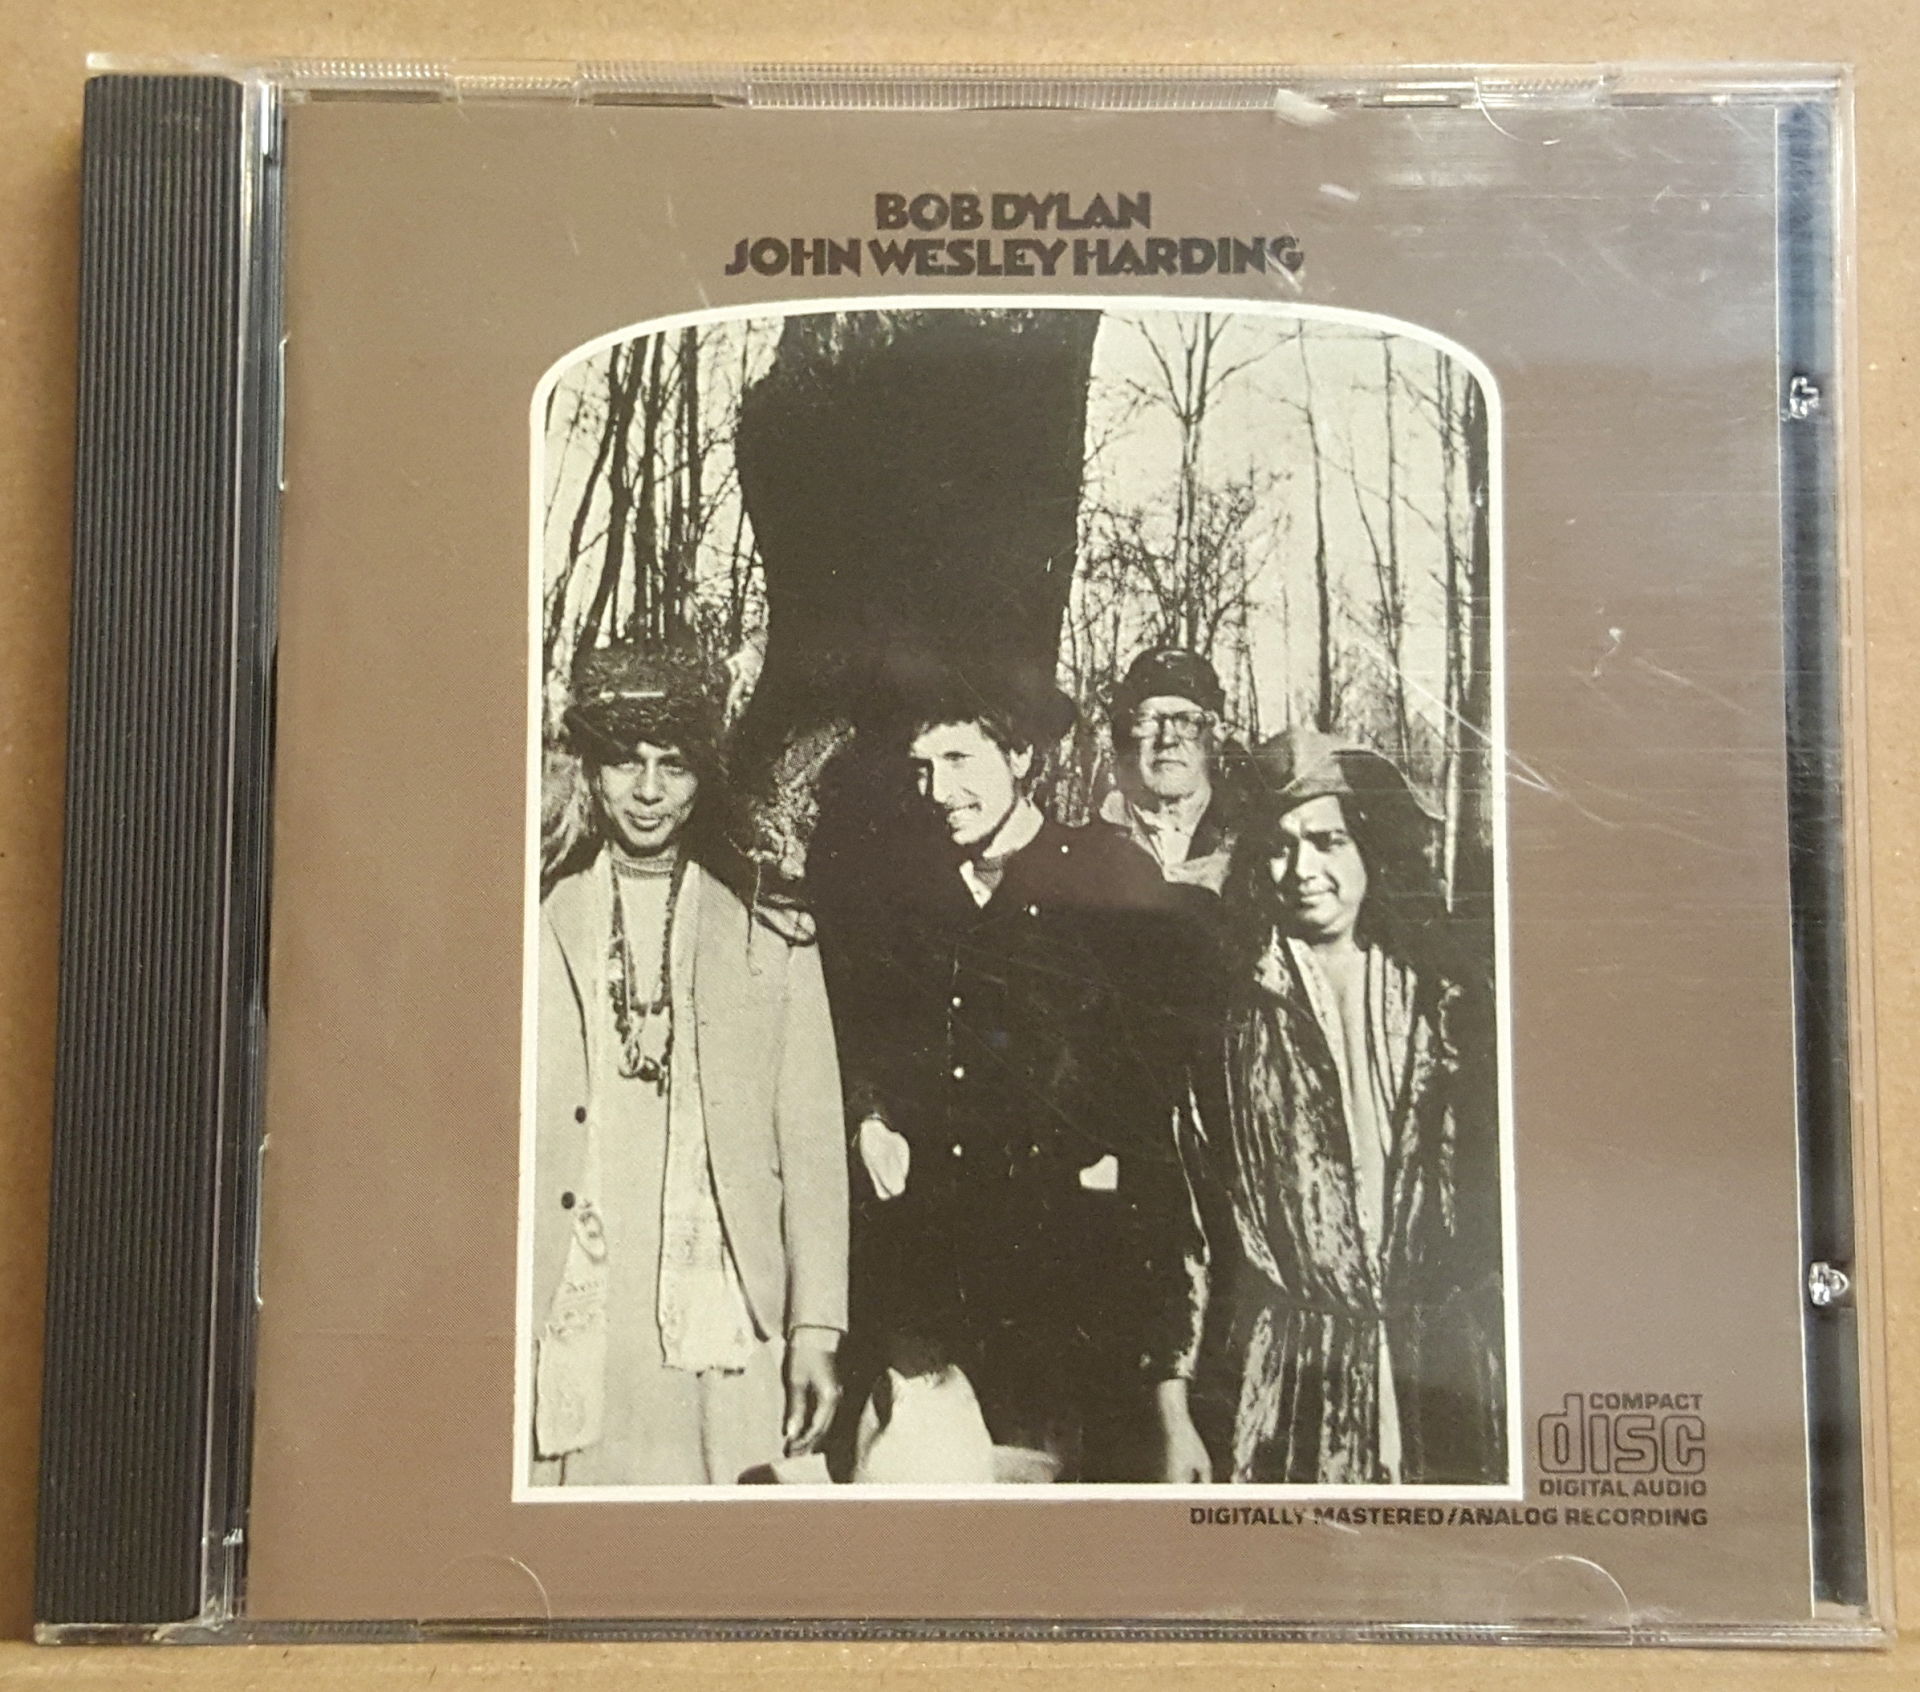 BOB DYLAN
JOHN WESLEY HARDING
COMPACT
disc
DIGITAL AUDIO
DIGITALLY MASTERED/ANALOG RECORDING